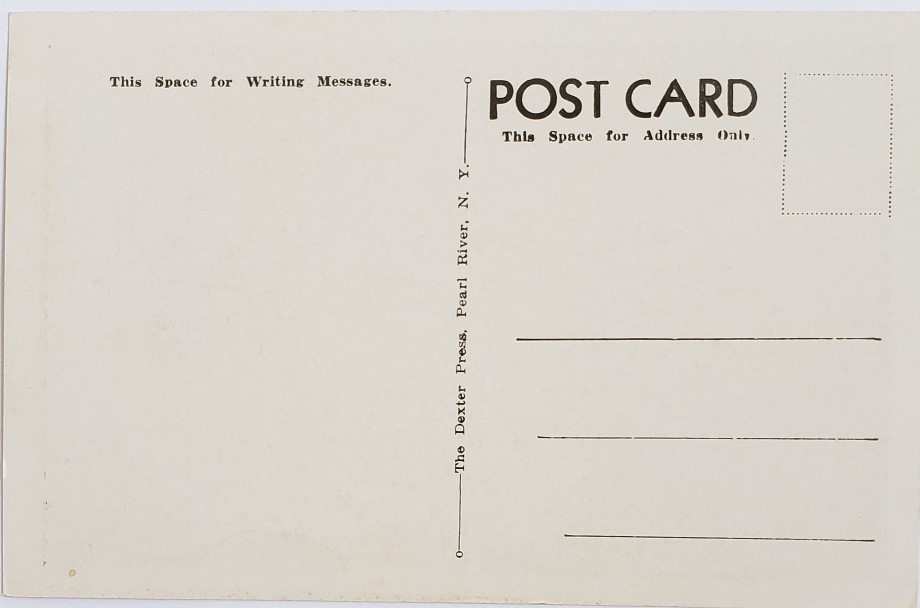 This Space for Writing Messages.
The Dexter Press, Pearl River, N. Y.
POST CARD
This Space for Address Only.